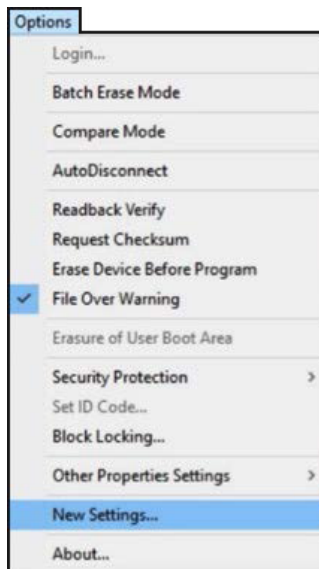 Options
Login...
Batch Erase Mode
Compare Mode
AutoDisconnect
Readback Verify
Request Checksum
Erase Device Before Program
File Over Warning
Erasure of User Boot Area
Security Protection
Set ID Code...
Block Locking...
Other Properties Settings
New Settings...
About...